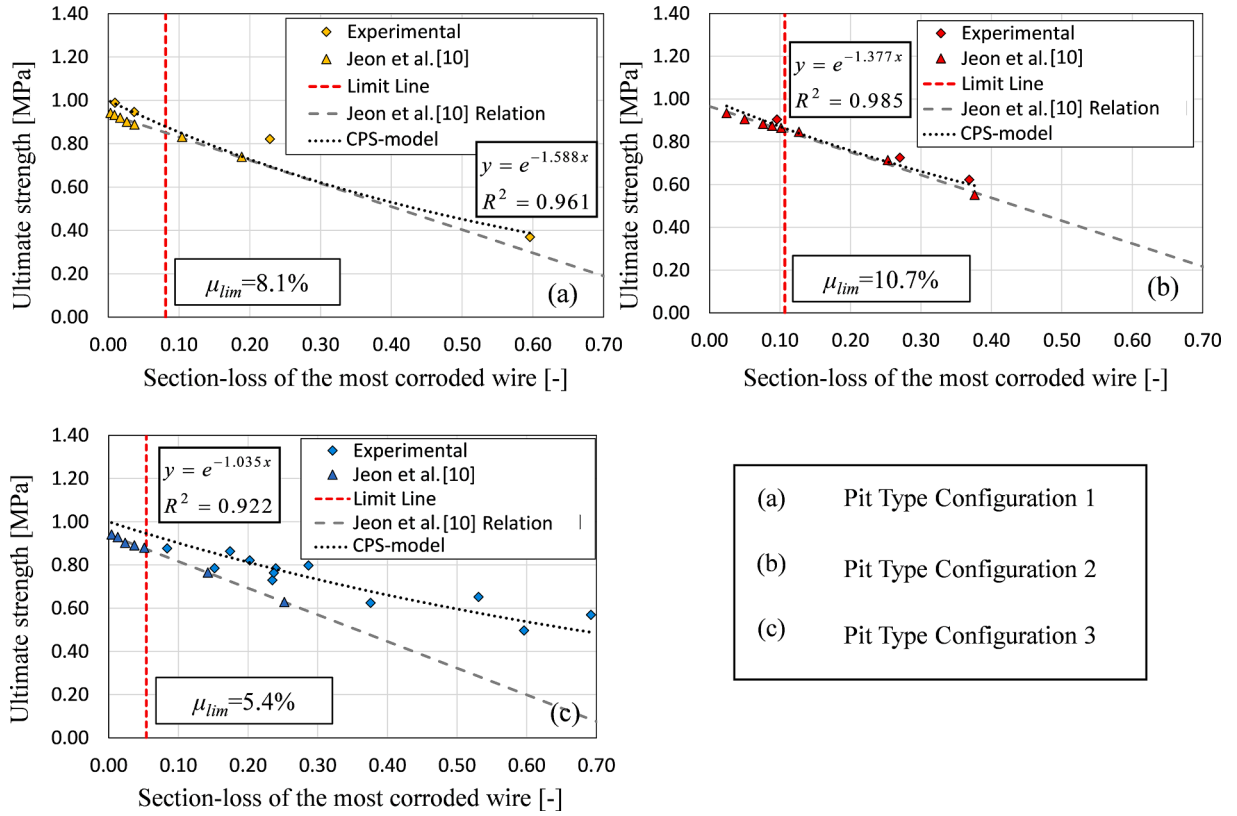 Ultimate strength [MPa]
1.40
1.20
1.00
0.80
0.60
0.40
0.20
0.00
Experimental
Jeon et al.[10]
Limit Line
Jeon et al.[10] Relation
CPS-model
y = e^{-1.588x}
R² = 0.961
μlim=8.1%
(a)
0.00 0.10 0.20 0.30 0.40 0.50 0.60 0.70
Section-loss of the most corroded wire [-]
Ultimate strength [MPa]
1.40
1.20
1.00
0.80
0.60
0.40
0.20
0.00
Experimental
Jeon et al.[10]
Limit Line
Jeon et al.[10] Relation
CPS-model
y = e^{-1.377x}
R² = 0.985
μlim=10.7%
(b)
0.00 0.10 0.20 0.30 0.40 0.50 0.60 0.70
Section-loss of the most corroded wire [-]
Ultimate strength [MPa]
1.40
1.20
1.00
0.80
0.60
0.40
0.20
0.00
y = e^{-1.035x}
R² = 0.922
Experimental
Jeon et al.[10]
Limit Line
Jeon et al.[10] Relation
CPS-model
μlim=5.4%
(c)
0.00 0.10 0.20 0.30 0.40 0.50 0.60 0.70
Section-loss of the most corroded wire [-]
(a) Pit Type Configuration 1
(b) Pit Type Configuration 2
(c) Pit Type Configuration 3